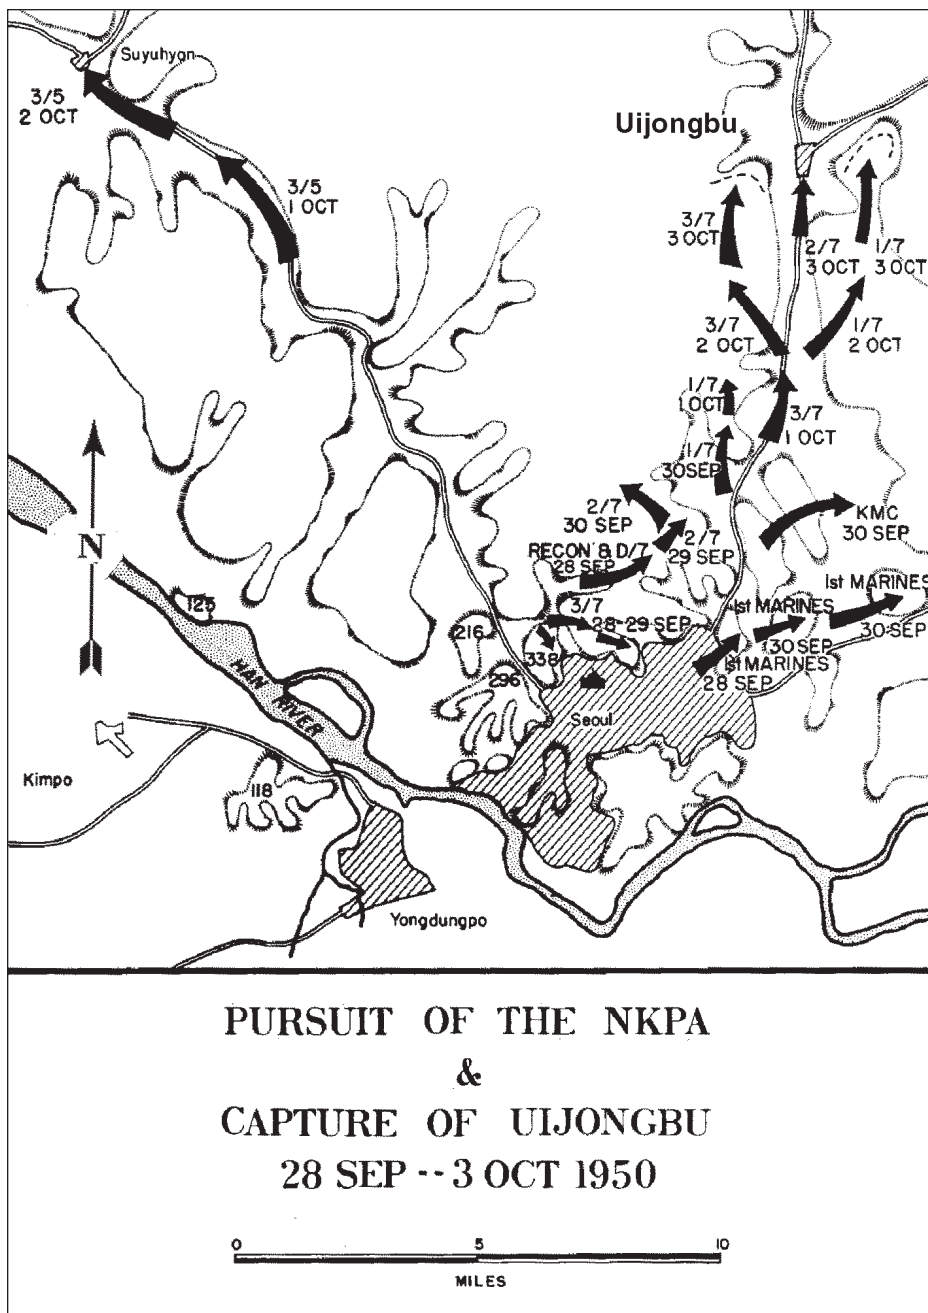 Suyuhyon
3/5
2 OCT
Uijongbu
3/5
1 OCT
3/7
3 OCT
2/7
3 OCT
1/7
3 OCT
3/7
2 OCT
1/7
2 OCT
1/7
1 OCT
3/7
1 OCT
1/7
30 SEP
2/7
30 SEP
KMC
30 SEP
RECON & D/7
28 SEP
2/7
29 SEP
N
125
3/7
28-29 SEP
1st MARINES
30 SEP
1st MARINES
30 SEP
1st MARINES
28 SEP
216
338
296
HAN RIVER
Seoul
Kimpo
118
Yongdungpo
PURSUIT OF THE NKPA
&
CAPTURE OF UIJONGBU
28 SEP -- 3 OCT 1950
0 5 10
MILES